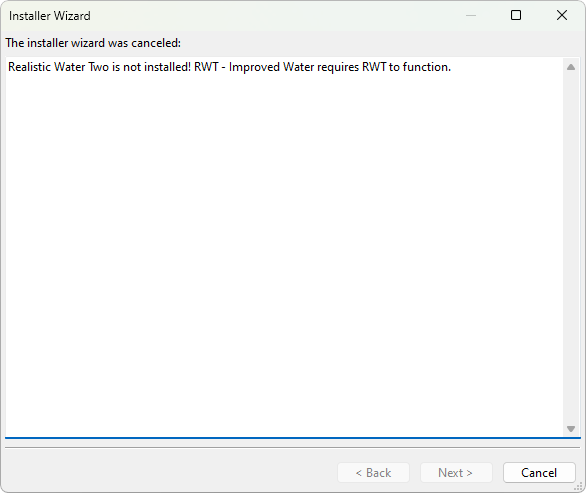 Installer Wizard
The installer wizard was canceled:
Realistic Water Two is not installed! RWT - Improved Water requires RWT to function.
< Back
Next >
Cancel